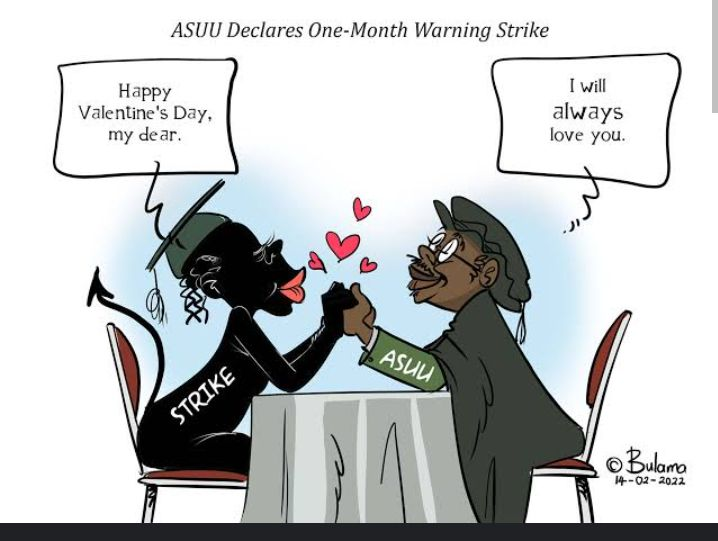 ASUU Declares One-Month Warning Strike
Happy
Valentine's Day,
my dear.
I will
always
love you.
STRIKE
ASUU
© Bulama
14-02-2022